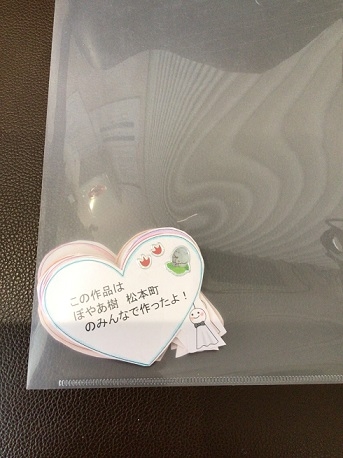 この作品は
ぽやあ樹 松本町
のみんなで作ったよ!